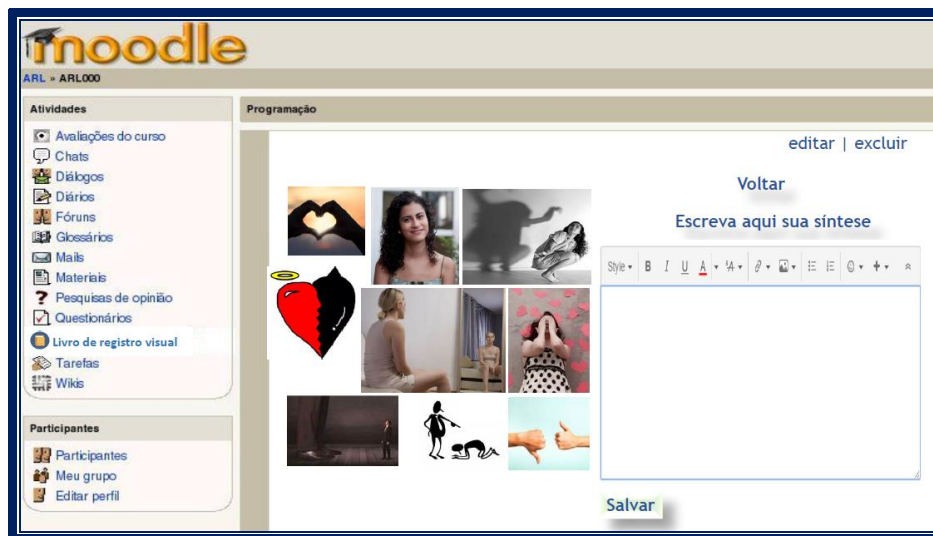 moodle
ARL » ARL000
Atividades
Avaliações do curso
Chats
Diálogos
Diários
Fóruns
Glossários
Mails
Materiais
Pesquisas de opinião
Questionários
Livro de registro visual
Tarefas
Wikis
Participantes
Participantes
Meu grupo
Editar perfil
Programação
editar | excluir
Voltar
Escreva aqui sua síntese
Style B I U A
Salvar